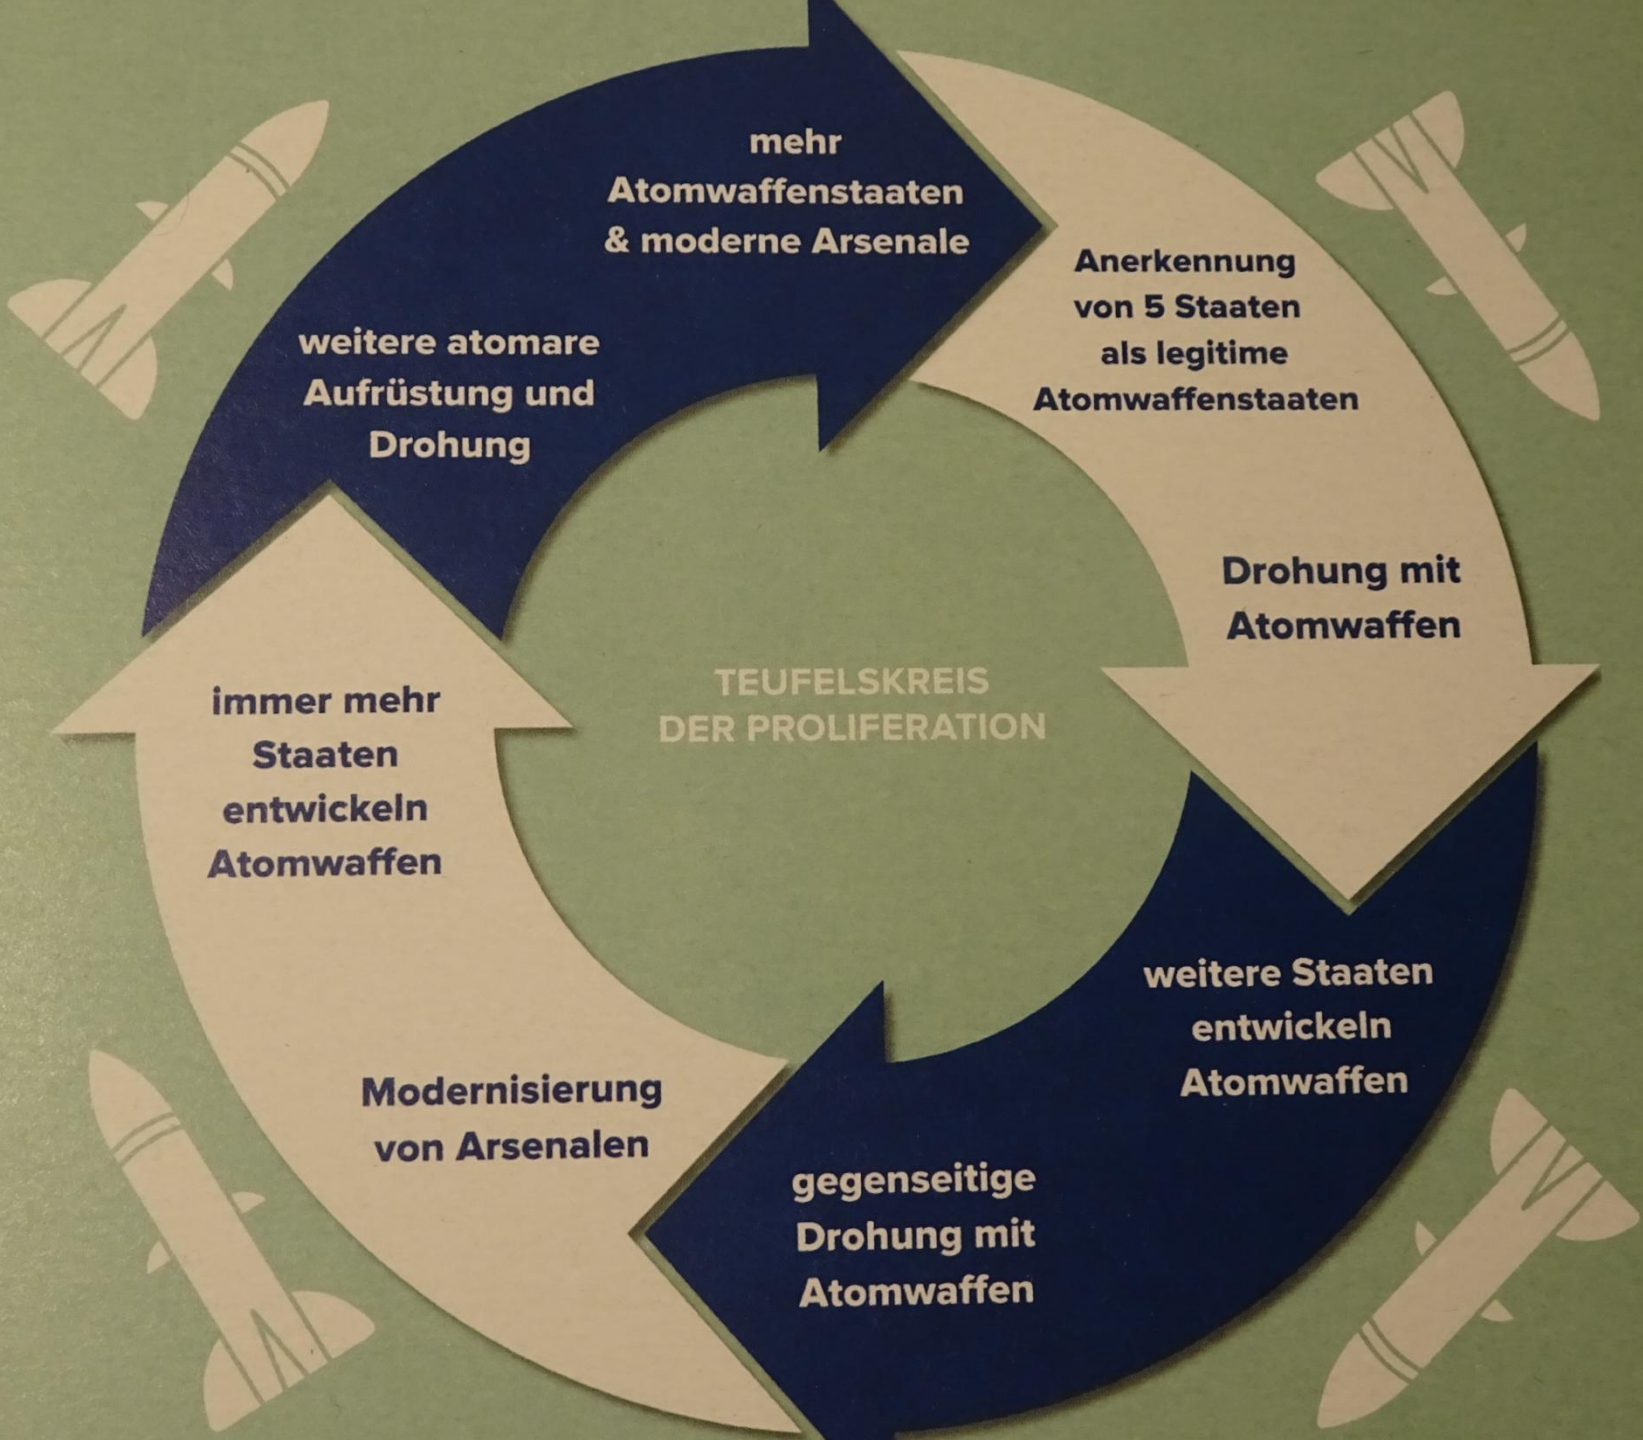 mehr
Atomwaffenstaaten
& moderne Arsenale
Anerkennung
von 5 Staaten
als legitime
Atomwaffenstaaten
Drohung mit
Atomwaffen
weitere Staaten
entwickeln
Atomwaffen
gegenseitige
Drohung mit
Atomwaffen
Modernisierung
von Arsenalen
immer mehr
Staaten
entwickeln
Atomwaffen
weitere atomare
Aufrüstung und
Drohung
TEUFELSKREIS
DER PROLIFERATION